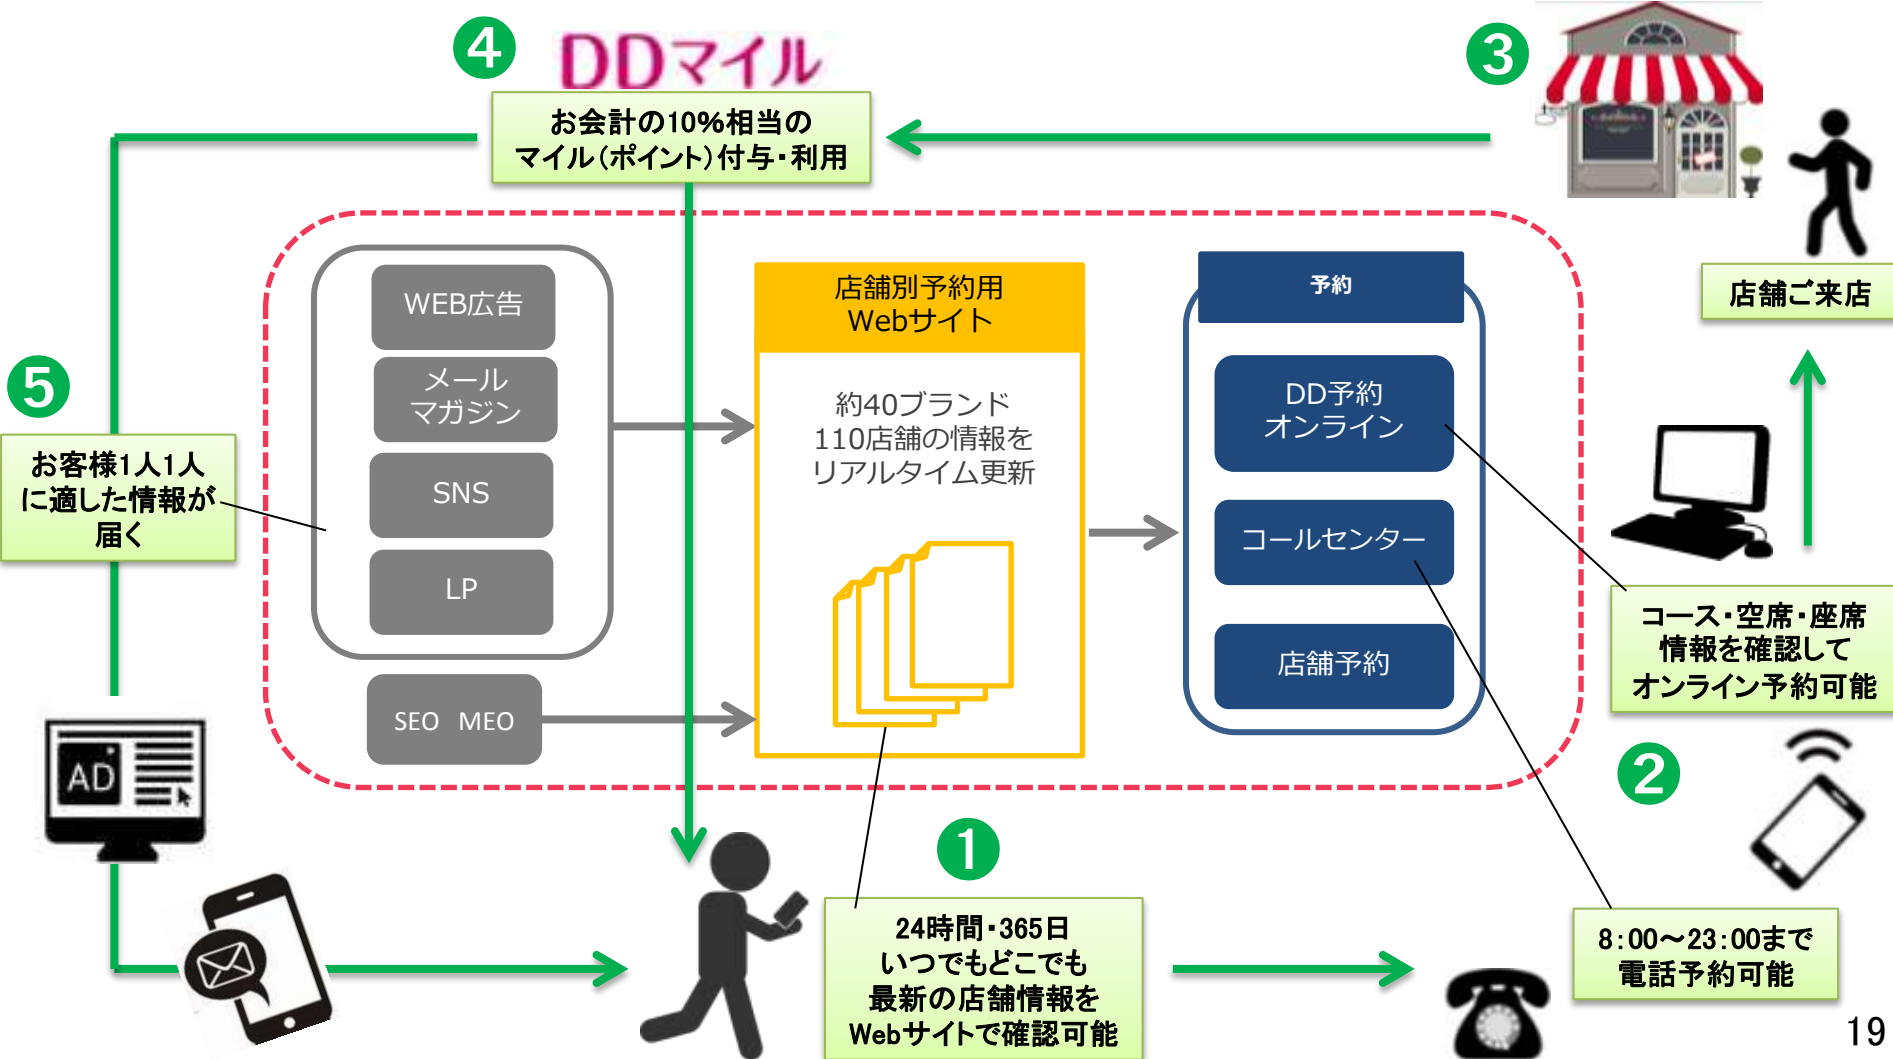 4
DDマイル
お会計の10%相当の
マイル（ポイント）付与・利用
3
店舗ご来店
WEB広告
メール
マガジン
SNS
LP
SEO MEO
店舗別予約用
Webサイト
約40ブランド
110店舗の情報を
リアルタイム更新
予約
DD予約
オンライン
コールセンター
店舗予約
5
お客様1人1人
に適した情報が
届く
AD
コース・空席・座席
情報を確認して
オンライン予約可能
2
1
24時間・365日
いつでもどこでも
最新の店舗情報を
Webサイトで確認可能
8:00～23:00まで
電話予約可能
19